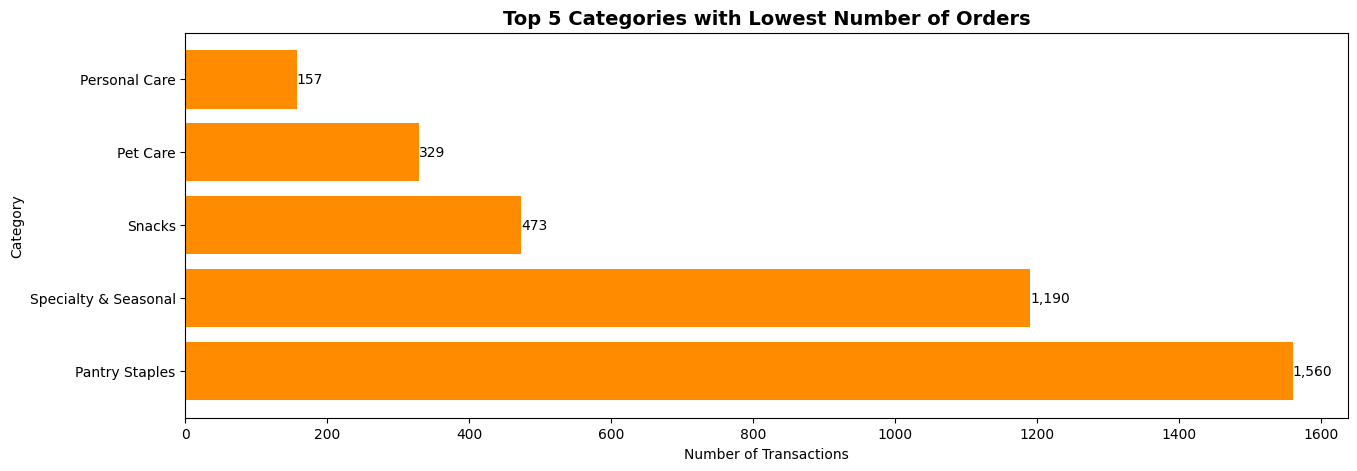 Top 5 Categories with Lowest Number of Orders
Category
Personal Care
157
Pet Care
329
Snacks
473
Specialty & Seasonal
1,190
Pantry Staples
1,560
0 200 400 600 800 1000 1200 1400 1600
Number of Transactions